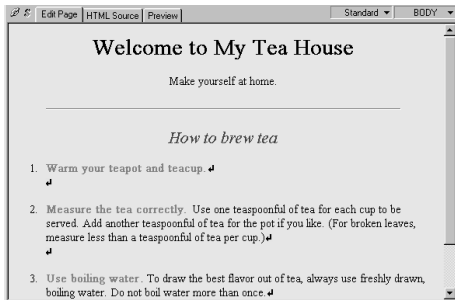 Edit Page HTML Source Preview Standard BODY
Welcome to My Tea House
Make yourself at home.
How to brew tea
1. Warm your teapot and teacup.
2. Measure the tea correctly. Use one teaspoonful of tea for each cup to be
served. Add another teaspoonful of tea for the pot if you like. (For broken leaves,
measure less than a teaspoonful of tea per cup.)
3. Use boiling water. To draw the best flavor out of tea, always use freshly drawn,
boiling water. Do not boil water more than once.